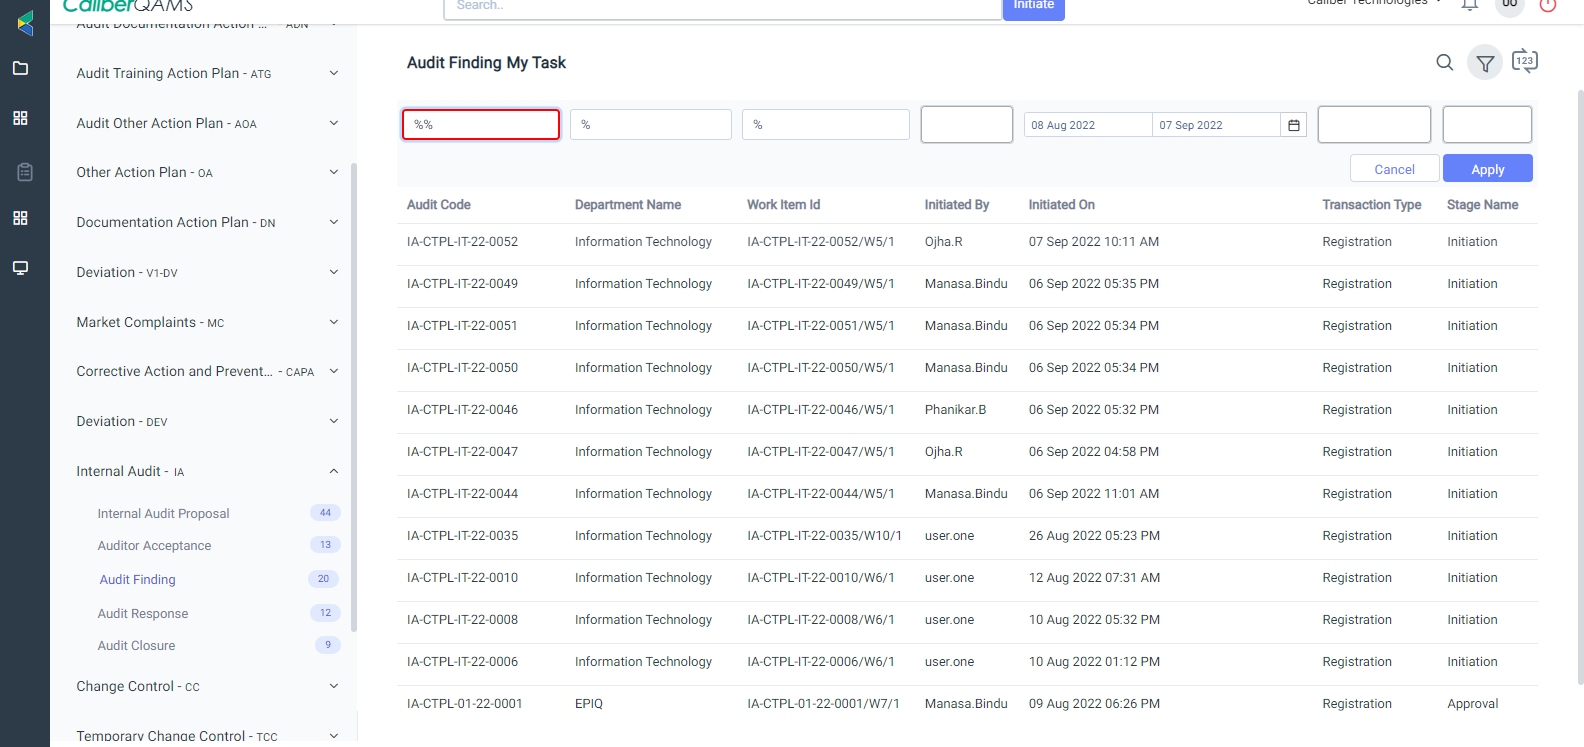 CaliberQAMS
Search..
Initiate
Caliber Technologies
Audit Documentation Action ... - ADN
Audit Training Action Plan - ATG
Audit Other Action Plan - AOA
Other Action Plan - OA
Documentation Action Plan - DN
Deviation - V1-DV
Market Complaints - MC
Corrective Action and Prevent... - CAPA
Deviation - DEV
Internal Audit - IA
Internal Audit Proposal 44
Auditor Acceptance 13
Audit Finding 20
Audit Response 12
Audit Closure 9
Change Control - CC
Temporary Change Control - TCC
Audit Finding My Task
123
%% % % 08 Aug 2022 07 Sep 2022
Cancel Apply
Audit Code Department Name Work Item Id Initiated By Initiated On Transaction Type Stage Name
IA-CTPL-IT-22-0052 Information Technology IA-CTPL-IT-22-0052/W5/1 Ojha.R 07 Sep 2022 10:11 AM Registration Initiation
IA-CTPL-IT-22-0049 Information Technology IA-CTPL-IT-22-0049/W5/1 Manasa.Bindu 06 Sep 2022 05:35 PM Registration Initiation
IA-CTPL-IT-22-0051 Information Technology IA-CTPL-IT-22-0051/W5/1 Manasa.Bindu 06 Sep 2022 05:34 PM Registration Initiation
IA-CTPL-IT-22-0050 Information Technology IA-CTPL-IT-22-0050/W5/1 Manasa.Bindu 06 Sep 2022 05:34 PM Registration Initiation
IA-CTPL-IT-22-0046 Information Technology IA-CTPL-IT-22-0046/W5/1 Phanikar.B 06 Sep 2022 05:32 PM Registration Initiation
IA-CTPL-IT-22-0047 Information Technology IA-CTPL-IT-22-0047/W5/1 Ojha.R 06 Sep 2022 04:58 PM Registration Initiation
IA-CTPL-IT-22-0044 Information Technology IA-CTPL-IT-22-0044/W5/1 Manasa.Bindu 06 Sep 2022 11:01 AM Registration Initiation
IA-CTPL-IT-22-0035 Information Technology IA-CTPL-IT-22-0035/W10/1 user.one 26 Aug 2022 05:23 PM Registration Initiation
IA-CTPL-IT-22-0010 Information Technology IA-CTPL-IT-22-0010/W6/1 user.one 12 Aug 2022 07:31 AM Registration Initiation
IA-CTPL-IT-22-0008 Information Technology IA-CTPL-IT-22-0008/W6/1 user.one 10 Aug 2022 05:32 PM Registration Initiation
IA-CTPL-IT-22-0006 Information Technology IA-CTPL-IT-22-0006/W6/1 user.one 10 Aug 2022 01:12 PM Registration Initiation
IA-CTPL-01-22-0001 EPIQ IA-CTPL-01-22-0001/W7/1 Manasa.Bindu 09 Aug 2022 06:26 PM Registration Approval